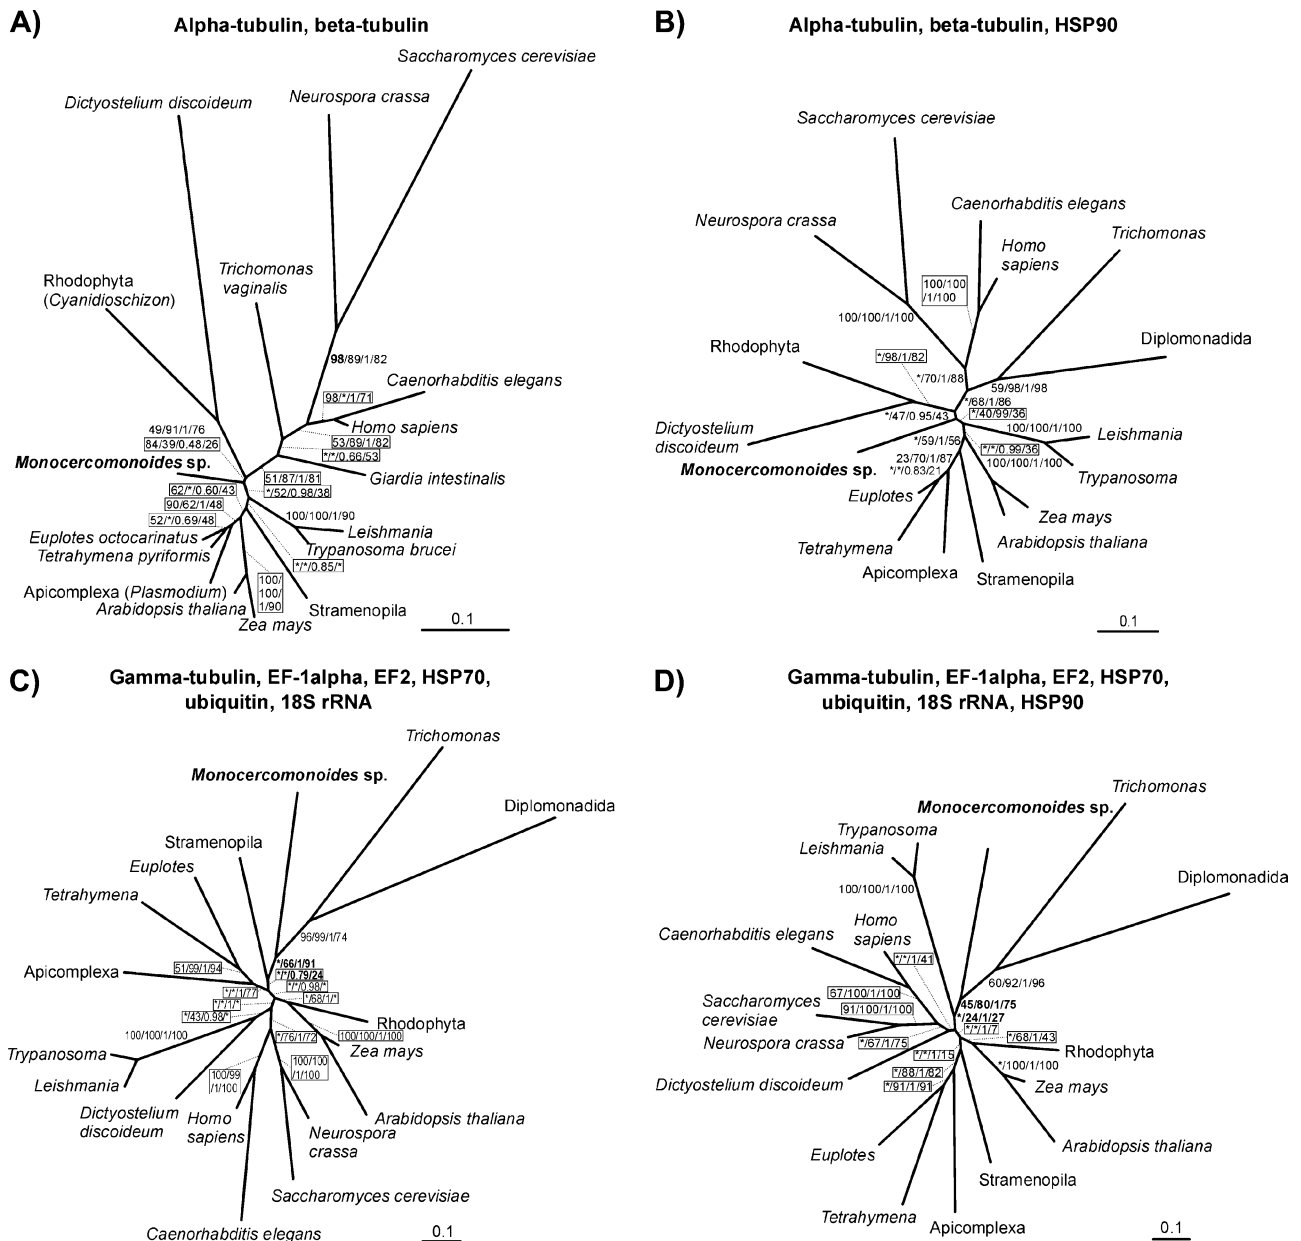 A)
Alpha-tubulin, beta-tubulin
Saccharomyces cerevisiae
Neurospora crassa
Dictyostelium discoideum
Trichomonas
vaginalis
Rhodophyta
(Cyanidioschizon)
98/89/1/82
Caenorhabditis elegans
98/*/1/71
Homo sapiens
49/91/1/76
84/39/0.48/26
53/89/1/82
*/*/0.66/53
Monocercomonoides sp.
Giardia intestinalis
51/87/1/81
*/52/0.98/38
62/*/0.60/43
90/62/1/48
52/*/0.69/48
100/100/1/90
Leishmania
Euplotes octocarinatus
Trypanosoma brucei
Tetrahymena pyriformis
*/*/0.85/*
Apicomplexa (Plasmodium)
100/
100/
1/90
Arabidopsis thaliana
Stramenopila
Zea mays
0.1
B)
Alpha-tubulin, beta-tubulin, HSP90
Saccharomyces cerevisiae
Caenorhabditis elegans
Neurospora crassa
Homo
sapiens
Trichomonas
100/100
/1/100
100/100/1/100
Diplomonadida
Rhodophyta
*/98/1/82
*/70/1/88
59/98/1/98
*/68/1/86
*/40/99/36
*/47/0.95/43
Dictyostelium
discoideum
100/100/1/100
Leishmania
*/59/1/56
*/*/0.99/36
23/70/1/87
*/*/0.83/21
100/100/1/100
Monocercomonoides sp.
Trypanosoma
Euplotes
Zea mays
Tetrahymena
Arabidopsis thaliana
Apicomplexa
Stramenopila
0.1
C)
Gamma-tubulin, EF-1alpha, EF2, HSP70,
ubiquitin, 18S rRNA
Trichomonas
Monocercomonoides sp.
Diplomonadida
Stramenopila
Euplotes
Tetrahymena
96/99/1/74
Apicomplexa
51/99/1/94
*/66/1/91
*/*/0.79/24
*/*/0.98/*
*/68/1/*
*/*/1/77
*/*/1/*
*/43/0.98/*
Rhodophyta
100/100/1/100
*/76/1/72
100/100/1/100
Zea mays
Trypanosoma
Leishmania
100/99
/1/100
100/100
/1/100
Dictyostelium
discoideum
Homo
sapiens
Arabidopsis thaliana
Neurospora
crassa
Saccharomyces cerevisiae
Caenorhabditis elegans
0.1
D)
Gamma-tubulin, EF-1alpha, EF2, HSP70,
ubiquitin, 18S rRNA, HSP90
Trichomonas
Monocercomonoides sp.
Trypanosoma
Leishmania
Diplomonadida
100/100/1/100
Homo
sapiens
Caenorhabditis elegans
*/*/1/41
60/92/1/96
67/100/1/100
91/100/1/100
45/80/1/75
*/24/1/27
*/*/1/7
Saccharomyces
cerevisiae
Neurospora crassa
*/67/1/75
*/68/1/43
Rhodophyta
*/*/1/15
*/88/1/82
*/91/1/91
*/100/1/100
Dictyostelium discoideum
Zea mays
Euplotes
Arabidopsis thaliana
Stramenopila
Tetrahymena
Apicomplexa
0.1